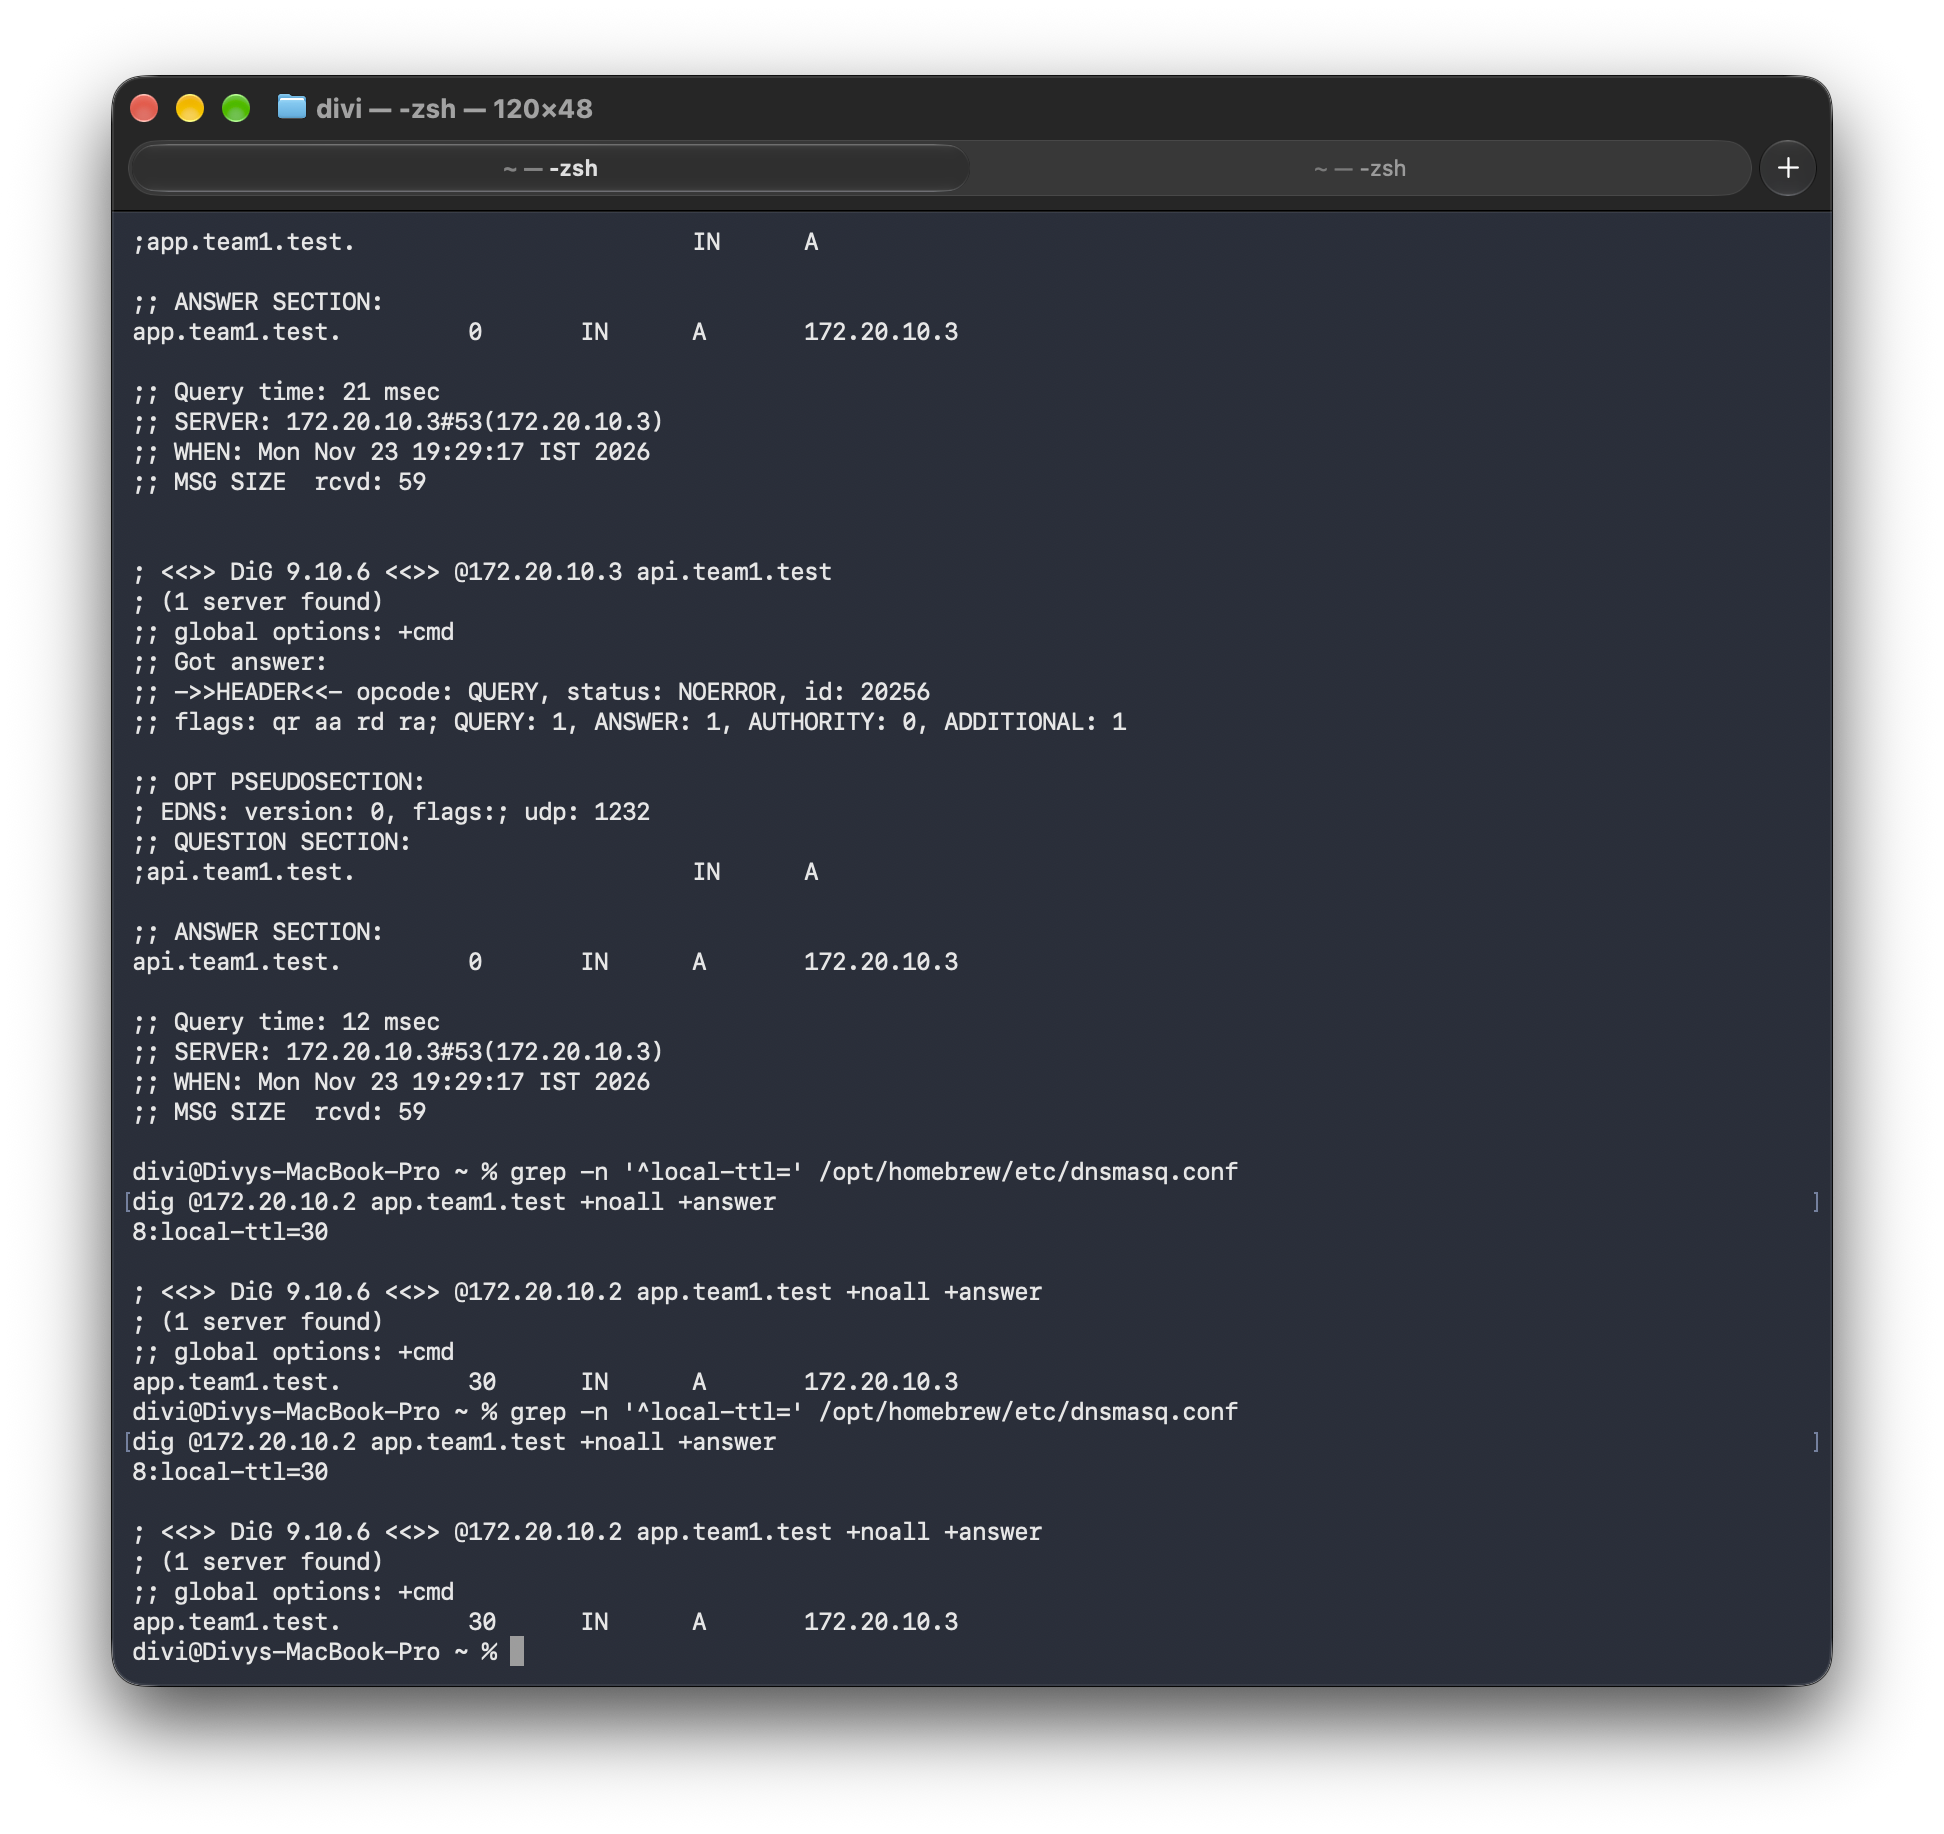 divi — -zsh — 120×48
~ — -zsh
~ — -zsh
+
;app.team1.test. IN A
;; ANSWER SECTION:
app.team1.test. 0 IN A 172.20.10.3
;; Query time: 21 msec
;; SERVER: 172.20.10.3#53(172.20.10.3)
;; WHEN: Mon Nov 23 19:29:17 IST 2026
;; MSG SIZE  rcvd: 59
; <<>> DiG 9.10.6 <<>> @172.20.10.3 api.team1.test
; (1 server found)
;; global options: +cmd
;; Got answer:
;; ->>HEADER<<- opcode: QUERY, status: NOERROR, id: 20256
;; flags: qr aa rd ra; QUERY: 1, ANSWER: 1, AUTHORITY: 0, ADDITIONAL: 1
;; OPT PSEUDOSECTION:
; EDNS: version: 0, flags:; udp: 1232
;; QUESTION SECTION:
;api.team1.test. IN A
;; ANSWER SECTION:
api.team1.test. 0 IN A 172.20.10.3
;; Query time: 12 msec
;; SERVER: 172.20.10.3#53(172.20.10.3)
;; WHEN: Mon Nov 23 19:29:17 IST 2026
;; MSG SIZE  rcvd: 59
divi@Divys-MacBook-Pro ~ % grep -n '^local-ttl=' /opt/homebrew/etc/dnsmasq.conf
[dig @172.20.10.2 app.team1.test +noall +answer ]
8:local-ttl=30
; <<>> DiG 9.10.6 <<>> @172.20.10.2 app.team1.test +noall +answer
; (1 server found)
;; global options: +cmd
app.team1.test. 30 IN A 172.20.10.3
divi@Divys-MacBook-Pro ~ % grep -n '^local-ttl=' /opt/homebrew/etc/dnsmasq.conf
[dig @172.20.10.2 app.team1.test +noall +answer ]
8:local-ttl=30
; <<>> DiG 9.10.6 <<>> @172.20.10.2 app.team1.test +noall +answer
; (1 server found)
;; global options: +cmd
app.team1.test. 30 IN A 172.20.10.3
divi@Divys-MacBook-Pro ~ %